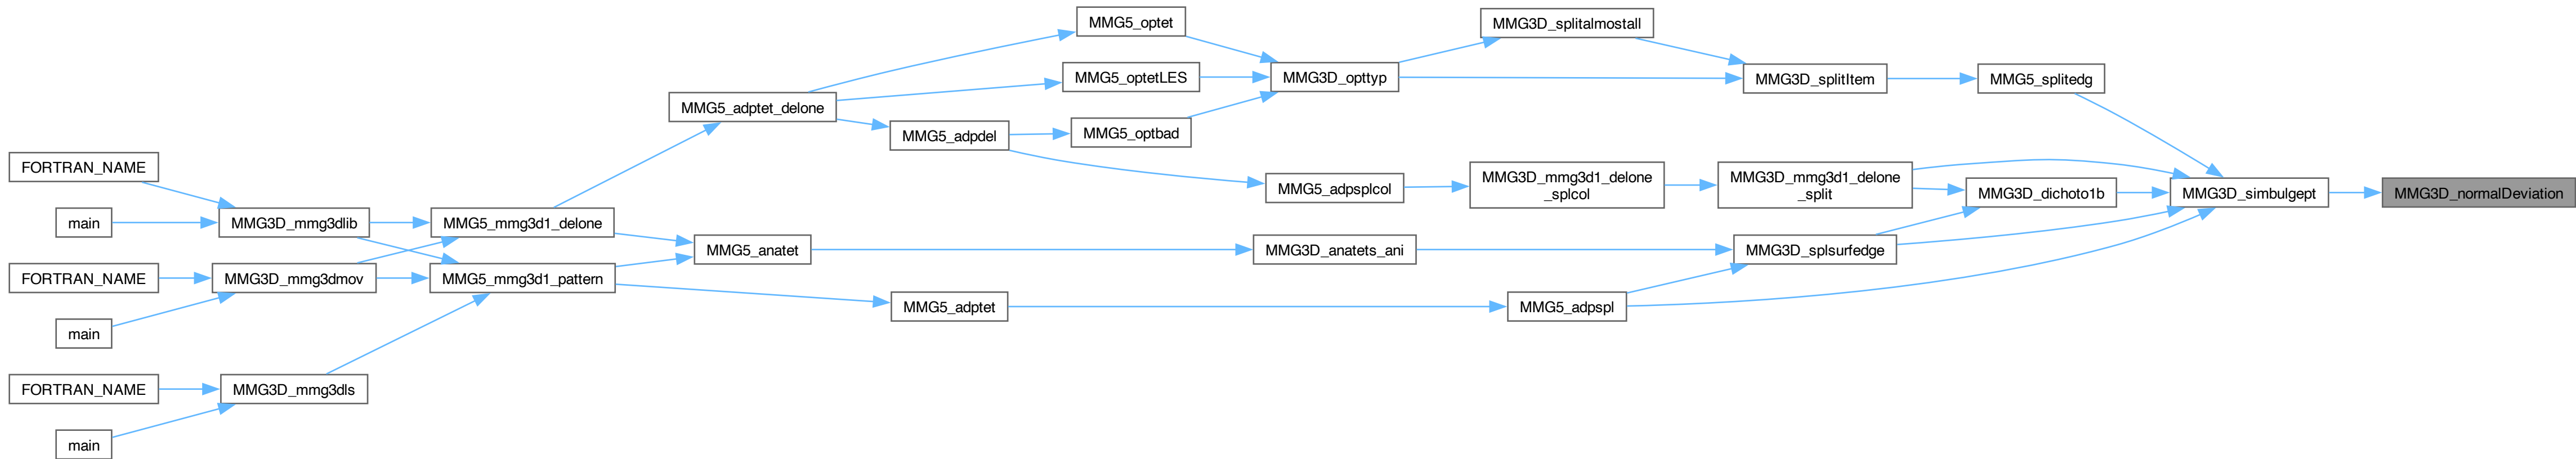 FORTRAN_NAME
main
FORTRAN_NAME
main
FORTRAN_NAME
main
MMG3D_mmg3dlib
MMG3D_mmg3dmov
MMG3D_mmg3dls
MMG5_mmg3d1_delone
MMG5_mmg3d1_pattern
MMG5_adptet_delone
MMG5_anatet
MMG5_adpdel
MMG5_adptet
MMG5_optet
MMG5_optetLES
MMG5_optbad
MMG5_adpsplcol
MMG3D_anatets_ani
MMG3D_opttyp
MMG3D_splitalmostall
MMG3D_mmg3d1_delone
_splcol
MMG5_adpspl
MMG3D_splitItem
MMG3D_mmg3d1_delone
_split
MMG3D_splsurfedge
MMG5_splitedg
MMG3D_dichoto1b
MMG3D_simbulgept
MMG3D_normalDeviation